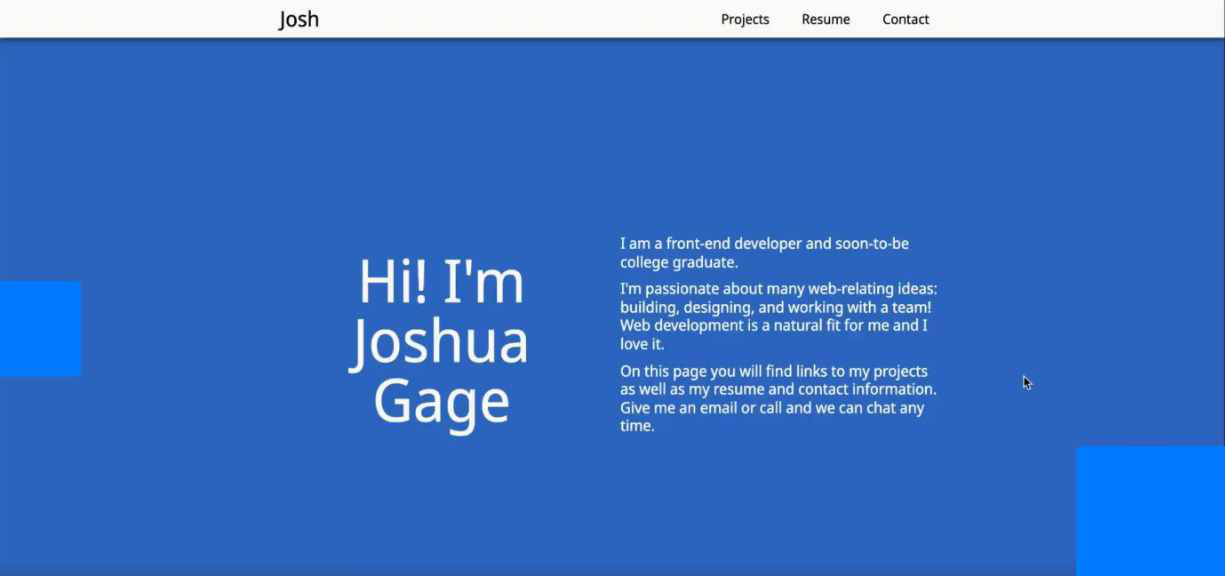 Josh
Projects Resume Contact
Hi! I'm
Joshua
Gage
I am a front-end developer and soon-to-be
college graduate.
I'm passionate about many web-relating ideas:
building, designing, and working with a team!
Web development is a natural fit for me and I
love it.
On this page you will find links to my projects
as well as my resume and contact information.
Give me an email or call and we can chat any
time.